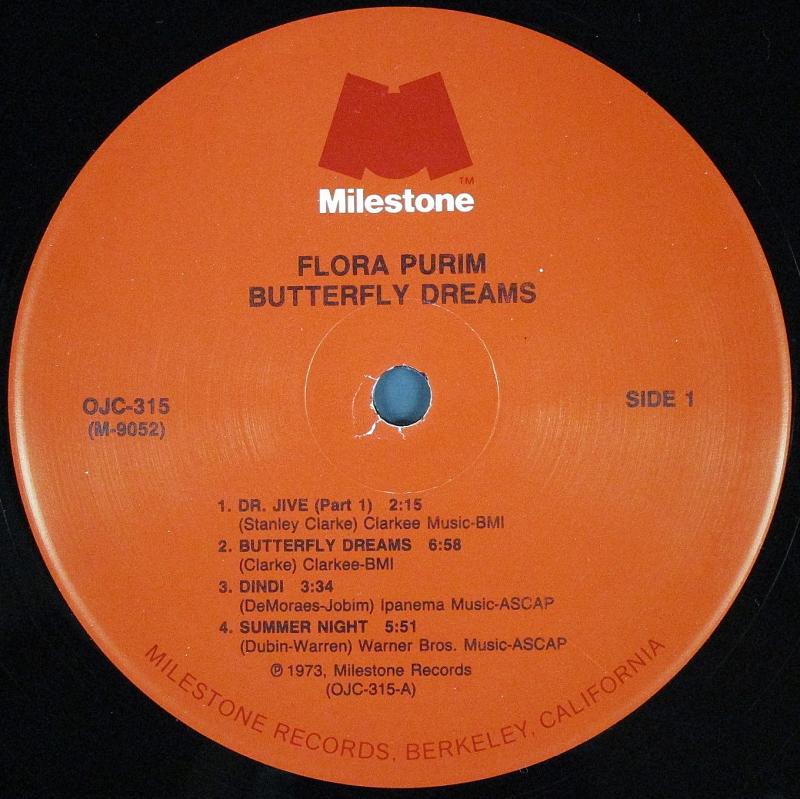 TM
Milestone
FLORA PURIM
BUTTERFLY DREAMS
OJC-315
(M-9052)
SIDE 1
1. DR. JIVE (Part 1) 2:15
(Stanley Clarke) Clarkee Music-BMI
2. BUTTERFLY DREAMS 6:58
(Clarke) Clarkee-BMI
3. DINDI 3:34
(DeMoraes-Jobim) Ipanema Music-ASCAP
4. SUMMER NIGHT 5:51
(Dubin-Warren) Warner Bros. Music-ASCAP
℗ 1973, Milestone Records
(OJC-315-A)
MILESTONE RECORDS, BERKELEY, CALIFORNIA